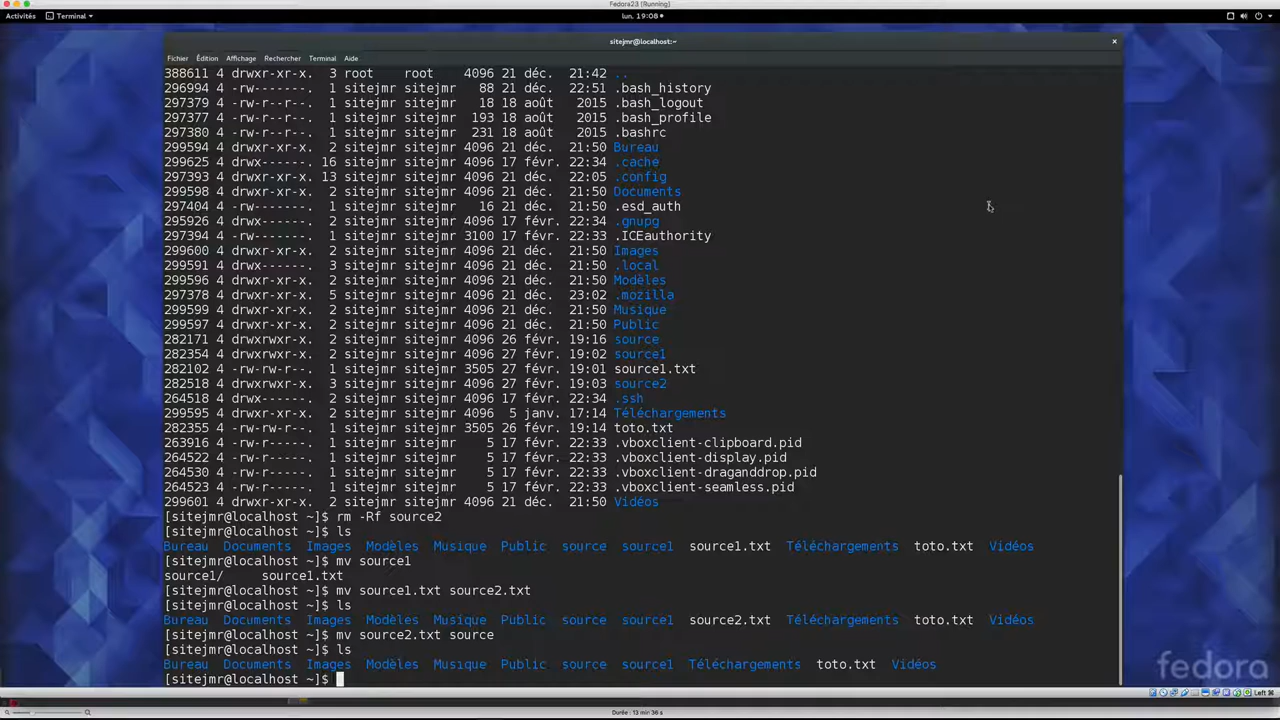 Fedora23 [Running]
Activités Terminal lun. 19:08
sitejmr@localhost:~
Fichier Édition Affichage Rechercher Terminal Aide
388611 4 drwxr-xr-x. 3 root root 4096 21 déc. 21:42 ..
296994 4 -rw-------. 1 sitejmr sitejmr 88 21 déc. 22:51 .bash_history
297379 4 -rw-r--r--. 1 sitejmr sitejmr 18 18 août 2015 .bash_logout
297377 4 -rw-r--r--. 1 sitejmr sitejmr 193 18 août 2015 .bash_profile
297380 4 -rw-r--r--. 1 sitejmr sitejmr 231 18 août 2015 .bashrc
299594 4 drwxr-xr-x. 2 sitejmr sitejmr 4096 21 déc. 21:50 Bureau
299625 4 drwx------. 16 sitejmr sitejmr 4096 17 févr. 22:34 .cache
297393 4 drwxr-xr-x. 13 sitejmr sitejmr 4096 21 déc. 22:05 .config
299598 4 drwxr-xr-x. 2 sitejmr sitejmr 4096 21 déc. 21:50 Documents
297404 4 -rw-------. 1 sitejmr sitejmr 16 21 déc. 21:50 .esd_auth
295926 4 drwx------. 2 sitejmr sitejmr 4096 17 févr. 22:34 .gnupg
297394 4 -rw-------. 1 sitejmr sitejmr 3100 17 févr. 22:33 .ICEauthority
299600 4 drwxr-xr-x. 2 sitejmr sitejmr 4096 21 déc. 21:50 Images
299591 4 drwx------. 3 sitejmr sitejmr 4096 21 déc. 21:50 .local
299596 4 drwxr-xr-x. 2 sitejmr sitejmr 4096 21 déc. 21:50 Modèles
297378 4 drwxr-xr-x. 5 sitejmr sitejmr 4096 21 déc. 23:02 .mozilla
299599 4 drwxr-xr-x. 2 sitejmr sitejmr 4096 21 déc. 21:50 Musique
299597 4 drwxr-xr-x. 2 sitejmr sitejmr 4096 21 déc. 21:50 Public
282171 4 drwxrwxr-x. 2 sitejmr sitejmr 4096 26 févr. 19:16 source
282354 4 drwxrwxr-x. 2 sitejmr sitejmr 4096 27 févr. 19:02 source1
282102 4 -rw-rw-r--. 1 sitejmr sitejmr 3505 27 févr. 19:01 source1.txt
282518 4 drwxrwxr-x. 3 sitejmr sitejmr 4096 27 févr. 19:03 source2
264518 4 drwx------. 2 sitejmr sitejmr 4096 17 févr. 22:34 .ssh
299595 4 drwxr-xr-x. 2 sitejmr sitejmr 4096 5 janv. 17:14 Téléchargements
282355 4 -rw-rw-r--. 1 sitejmr sitejmr 3505 26 févr. 19:14 toto.txt
263916 4 -rw-r-----. 1 sitejmr sitejmr 5 17 févr. 22:33 .vboxclient-clipboard.pid
264522 4 -rw-r-----. 1 sitejmr sitejmr 5 17 févr. 22:33 .vboxclient-display.pid
264530 4 -rw-r-----. 1 sitejmr sitejmr 5 17 févr. 22:33 .vboxclient-draganddrop.pid
264523 4 -rw-r-----. 1 sitejmr sitejmr 5 17 févr. 22:33 .vboxclient-seamless.pid
299601 4 drwxr-xr-x. 2 sitejmr sitejmr 4096 21 déc. 21:50 Vidéos
[sitejmr@localhost ~]$ rm -Rf source2
[sitejmr@localhost ~]$ ls
Bureau Documents Images Modèles Musique Public source source1 source1.txt Téléchargements toto.txt Vidéos
[sitejmr@localhost ~]$ mv source1
source1/ source1.txt
[sitejmr@localhost ~]$ mv source1.txt source2.txt
[sitejmr@localhost ~]$ ls
Bureau Documents Images Modèles Musique Public source source1 source2.txt Téléchargements toto.txt Vidéos
[sitejmr@localhost ~]$ mv source2.txt source
[sitejmr@localhost ~]$ ls
Bureau Documents Images Modèles Musique Public source source1 Téléchargements toto.txt Vidéos
[sitejmr@localhost ~]$
fedora
Left ⌘
Durée : 13 min 36 s